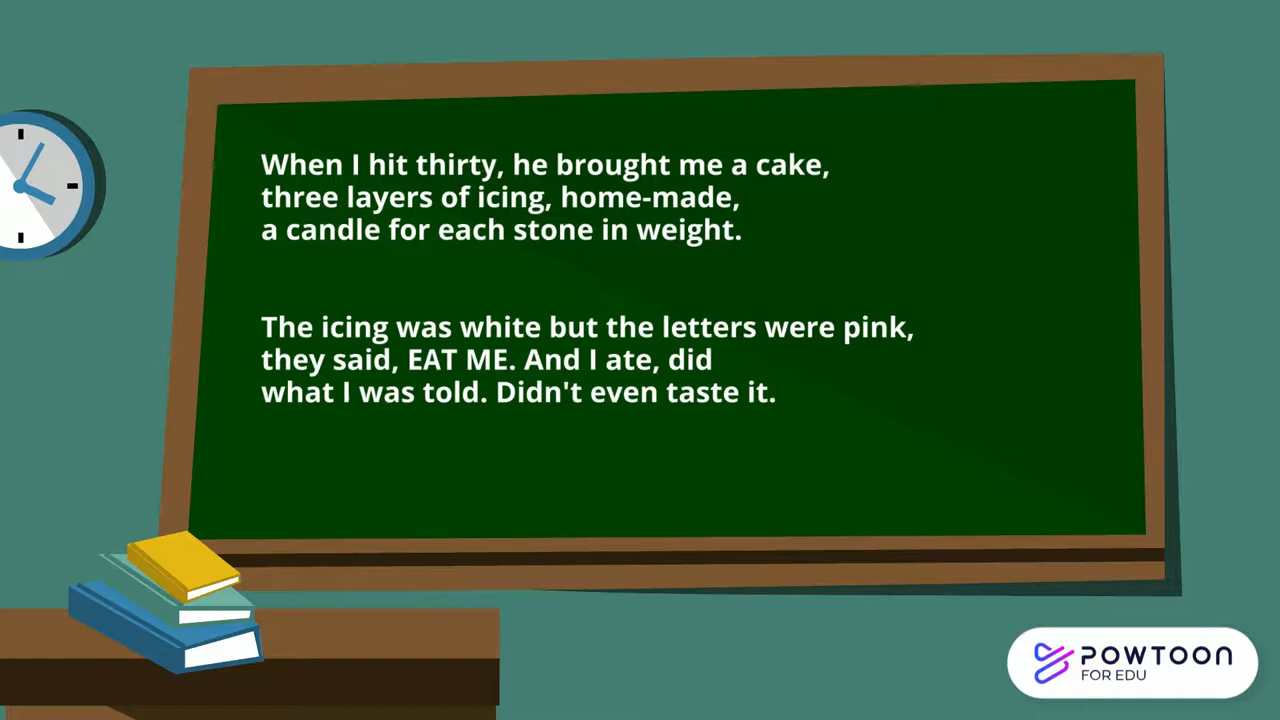 When I hit thirty, he brought me a cake,
three layers of icing, home-made,
a candle for each stone in weight.
The icing was white but the letters were pink,
they said, EAT ME. And I ate, did
what I was told. Didn't even taste it.
POWTOON
FOR EDU